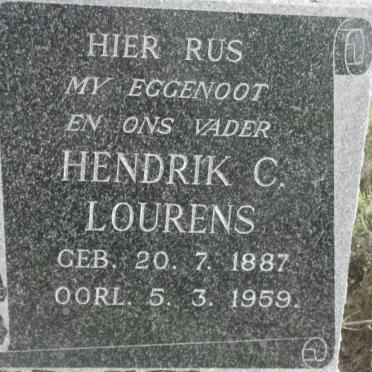 HIER RUS
MY EGGENOOT
EN ONS VADER
HENDRIK C.
LOURENS
GEB. 20. 7. 1887
OORL. 5. 3. 1959.